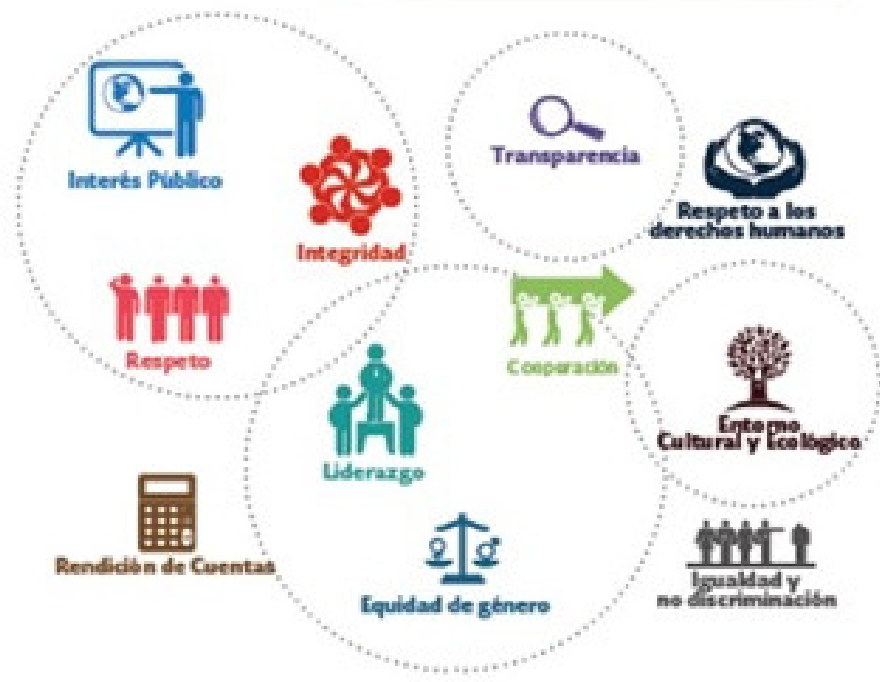 Interés Público
Transparencia
Integridad
Respeto a los
derechos humanos
Respeto
Cooperación
Liderazgo
Entorno
Cultural y Ecológico
Rendición de Cuentas
Equidad de género
Igualdad y
no discriminación